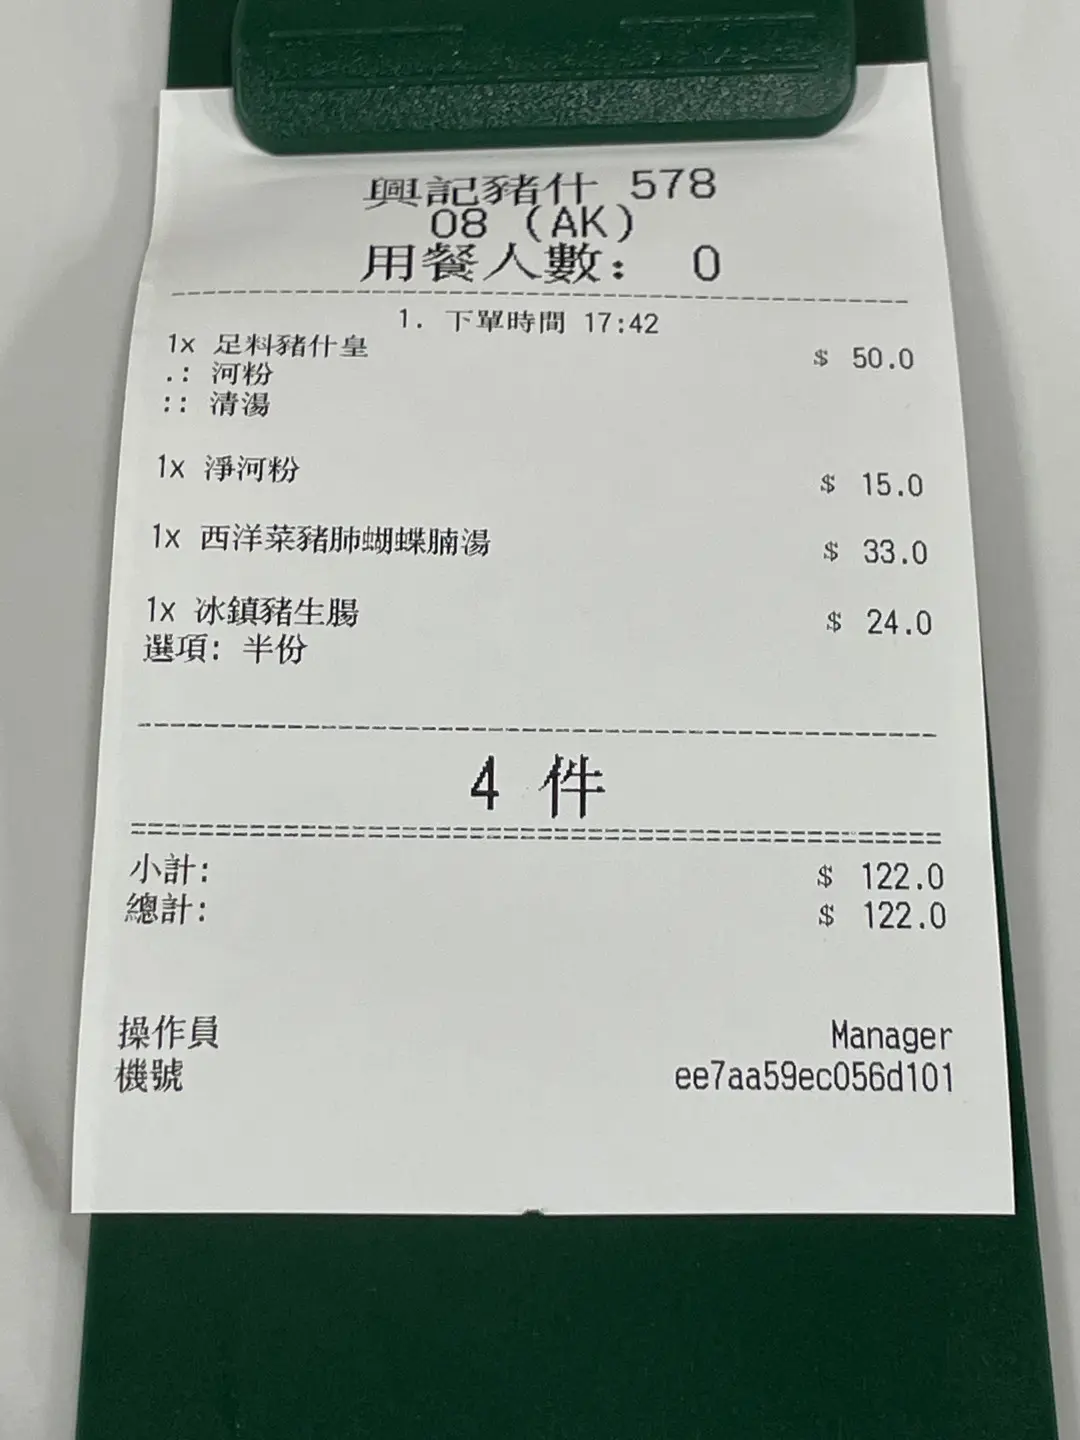 興記豬什 578
08 (AK)
用餐人數: 0
1. 下單時間 17:42
1x 足料豬什皇 $ 50.0
.: 河粉
:: 清湯
1x 淨河粉 $ 15.0
1x 西洋菜豬肺蝴蝶腩湯 $ 33.0
1x 冰鎮豬生腸 $ 24.0
選項: 半份
4 件
小計: $ 122.0
總計: $ 122.0
操作員 Manager
機號 ee7aa59ec056d101